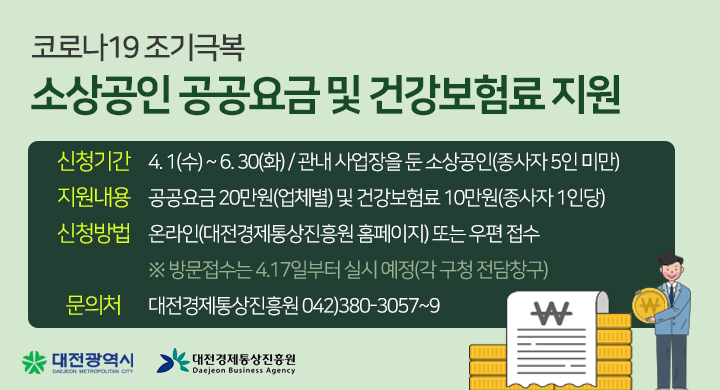 코로나19 조기극복
소상공인 공공요금 및 건강보험료 지원
신청기간 4. 1(수) ~ 6. 30(화) / 관내 사업장을 둔 소상공인(종사자 5인 미만)
지원내용 공공요금 20만원(업체별) 및 건강보험료 10만원(종사자 1인당)
신청방법 온라인(대전경제통상진흥원 홈페이지) 또는 우편 접수
※ 방문접수는 4.17일부터 실시 예정(각 구청 전담창구)
문의처 대전경제통상진흥원 042)380-3057~9
₩
₩
대전광역시
DAEJEON METROPOLITAN CITY
대전경제통상진흥원
Daejeon Business Agency